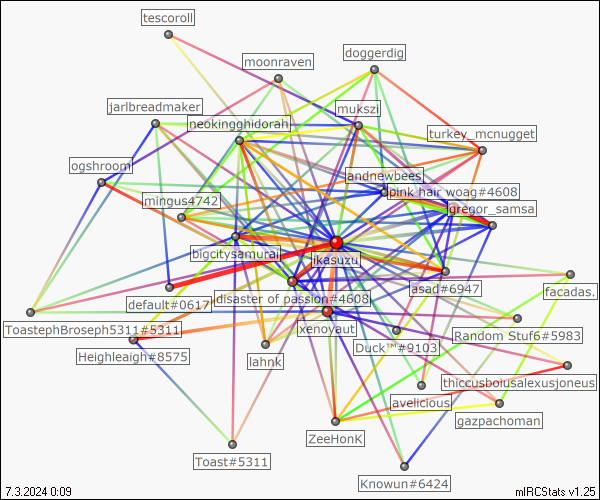 tescoroll
doggerdig
moonraven
jarlbreadmaker
mukszi
neokingghidorah
turkey_mcnugget
ogshroom
andnewbees
pink hair woag#4608
mingus4742
gregor_samsa
bigcitysamurai
ikasuzu
asad#6947
facadas.
default#0617
disaster of passion#4608
ToastephBroseph5311#5311
xenoyaut
Random Stuf6#5983
Heighleaigh#8575
Duck™#9103
lahnk
thiccusboiusalexusjoneus
avelicious
gazpachoman
ZeeHonK
Toast#5311
Knowun#6424
7.3.2024 0:09
mIRCStats v1.25